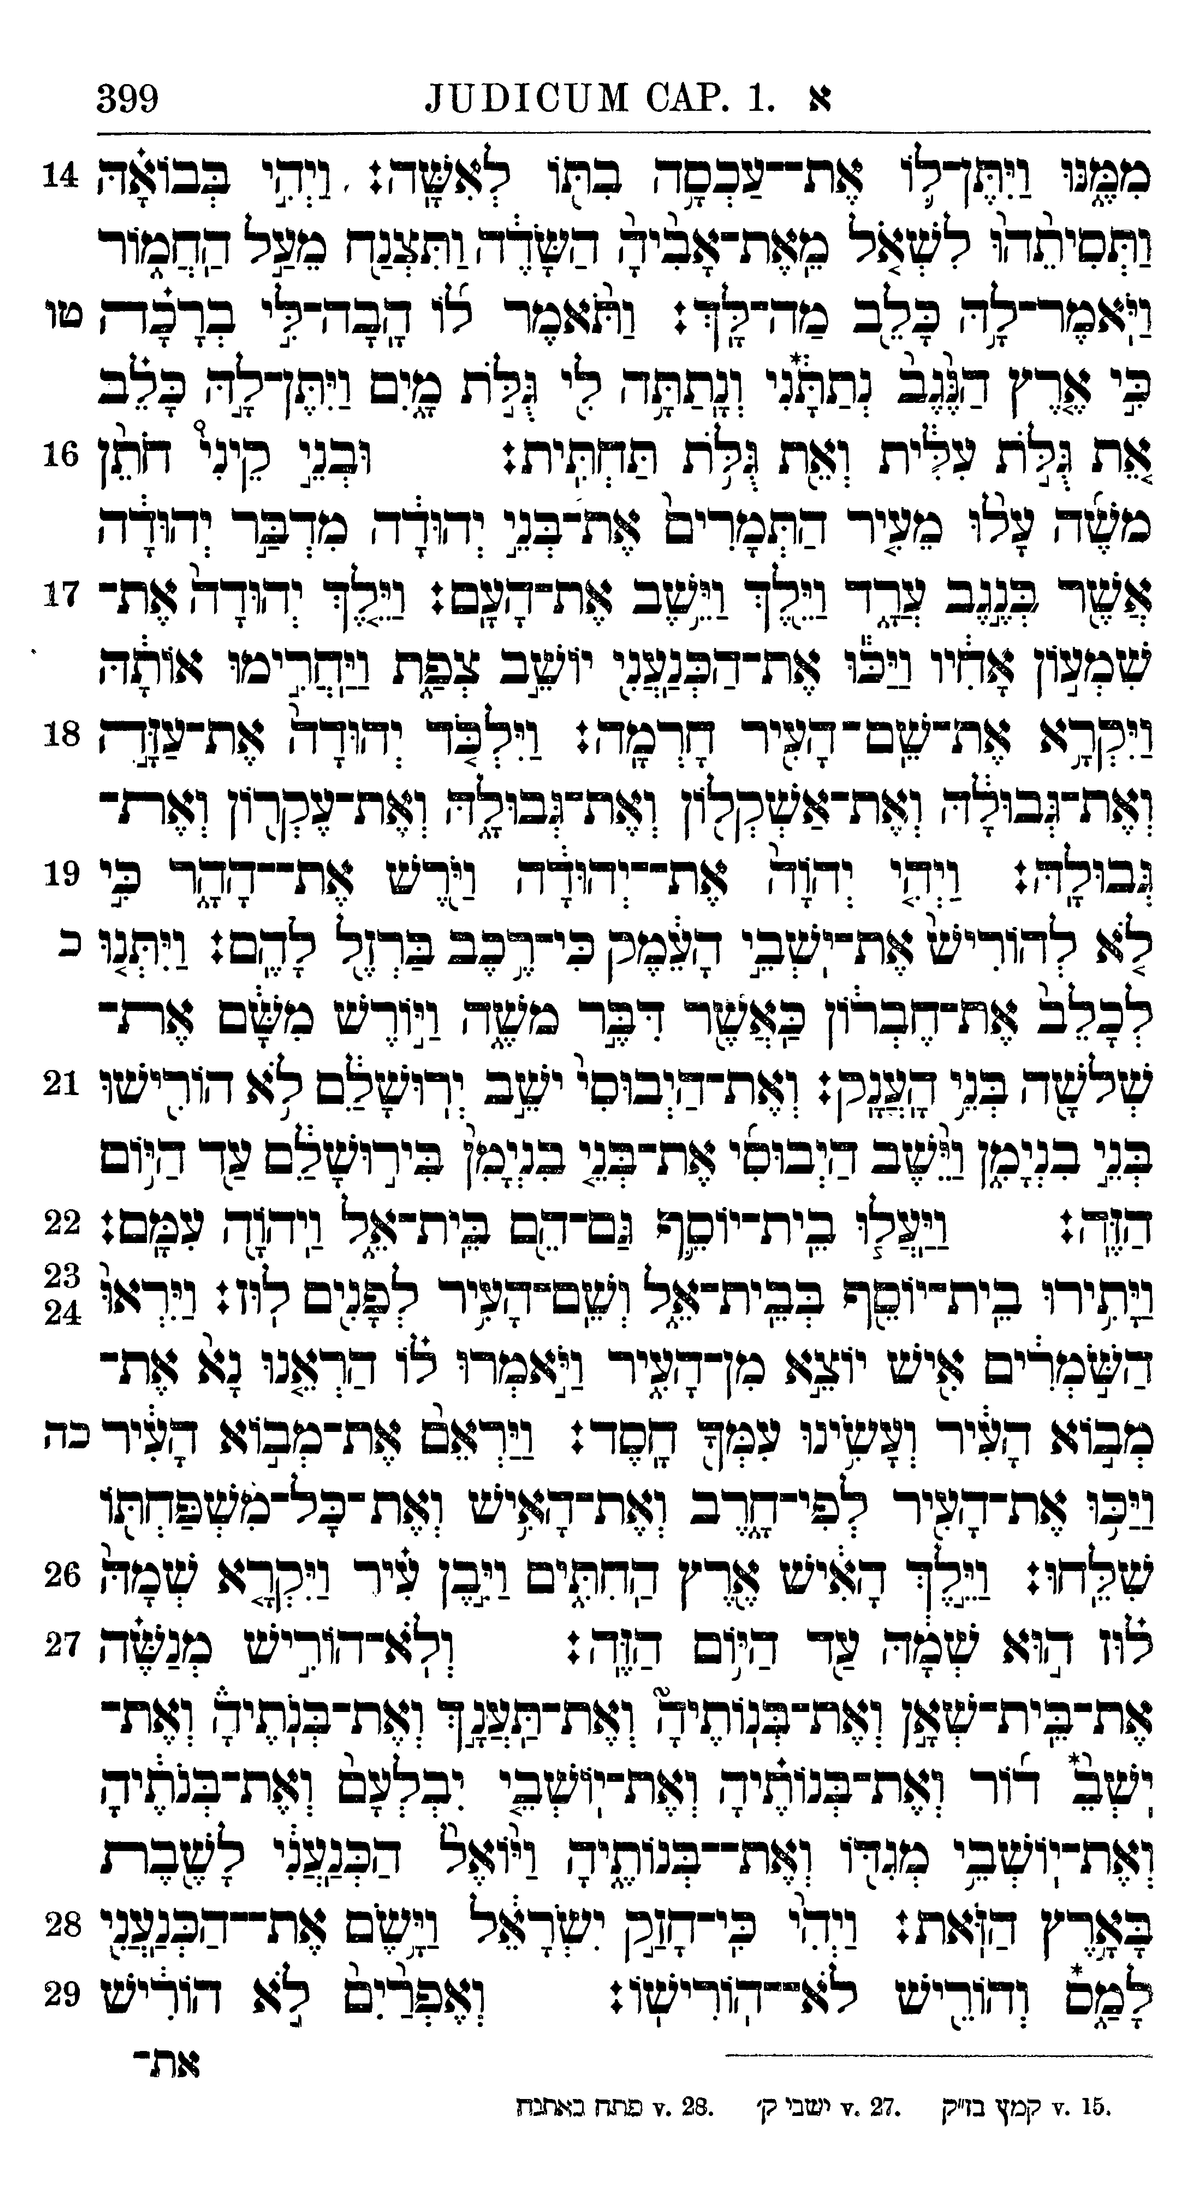 399 JUDICUM CAP. 1. א
14 מִמֶּ֑נּוּ וַיִּתֶּן־ל֛וֹ אֶת־עַכְסָ֥ה בִתּ֖וֹ לְאִשָּֽׁה׃ וַיְהִ֣י בְּבוֹאָ֗הּ
וַתְּסִיתֵ֙הוּ֙ לִשְׁא֤וֹל מֵֽאֶת־אָבִ֙יהָ֙ הַשָּׂדֶ֔ה וַתִּצְנַ֖ח מֵעַ֣ל הַחֲמ֑וֹר
טו וַיֹּֽאמֶר־לָ֥הּ כָּלֵ֖ב מַה־לָּֽךְ׃ וַתֹּ֨אמֶר ל֜וֹ הָֽבָה־לִּ֣י בְרָכָ֗ה
כִּ֣י אֶ֤רֶץ הַנֶּ֙גֶב֙ נְתַתָּ֔נִי* וְנָתַתָּ֥ה לִ֖י גֻּלֹּ֣ת מָ֑יִם וַיִּתֶּן־לָ֣הּ כָּלֵ֗ב
16 אֵ֚ת גֻּלֹּ֣ת עִלִּ֔ית וְאֵ֖ת גֻּלֹּ֥ת תַּחְתִּֽית׃ וּבְנֵ֣י קֵינִי֩ חֹתֵ֨ן
מֹשֶׁ֜ה עָל֨וּ מֵעִ֤יר הַתְּמָרִים֙ אֶת־בְּנֵ֣י יְהוּדָ֔ה מִדְבַּ֣ר יְהוּדָ֔ה
17 אֲשֶׁ֖ר בְּנֶ֣גֶב עֲרָ֑ד וַיֵּ֖לֶךְ וַיֵּ֥שֶׁב אֶת־הָעָֽם׃ וַיֵּ֤לֶךְ יְהוּדָה֙ אֶת־
שִׁמְע֣וֹן אָחִ֔יו וַיַּכּ֕וּ אֶת־הַֽכְּנַעֲנִ֖י יוֹשֵׁ֣ב צְפַ֑ת וַיַּחֲרִ֣ימוּ אוֹתָ֔הּ
18 וַיִּקְרָ֥א אֶת־שֵׁם־הָעִ֖יר חָרְמָֽה׃ וַיִּלְכֹּ֤ד יְהוּדָה֙ אֶת־עַזָּ֣ה
וְאֶת־גְּבוּלָ֔הּ וְאֶֽת־אַשְׁקְל֖וֹן וְאֶת־גְּבוּלָ֑הּ וְאֶת־עֶקְר֖וֹן וְאֶת־
19 גְּבוּלָֽהּ׃ וַיְהִ֤י יְהוָה֙ אֶת־יְהוּדָ֔ה וַיֹּ֖רֶשׁ אֶת־הָהָ֑ר כִּ֣י
כ לֹ֤א לְהוֹרִישׁ֙ אֶת־יֹשְׁבֵ֣י הָעֵ֔מֶק כִּי־רֶ֥כֶב בַּרְזֶ֖ל לָהֶֽם׃ וַיִּתְּנ֤וּ
לְכָלֵב֙ אֶת־חֶבְר֔וֹן כַּאֲשֶׁ֖ר דִּבֶּ֣ר מֹשֶׁ֑ה וַיּ֣וֹרֶשׁ מִשָּׁ֔ם אֶת־
21 שְׁלֹשָׁ֖ה בְּנֵ֥י הָעֲנָֽק׃ וְאֶת־הַיְבוּסִי֙ יֹשֵׁ֣ב יְרֽוּשָׁלִַ֔ם לֹ֥א הוֹרִ֖ישׁוּ
בְּנֵ֣י בִנְיָמִ֑ן וַיֵּ֨שֶׁב הַיְבוּסִ֜י אֶת־בְּנֵ֤י בִנְיָמִן֙ בִּיר֣וּשָׁלִַ֔ם עַ֖ד הַיּ֥וֹם
22 הַזֶּֽה׃ וַיַּעֲל֧וּ בֵית־יוֹסֵ֛ף גַּם־הֵ֖ם בֵּֽית־אֵ֑ל וַֽיהוָ֖ה עִמָּֽם׃
23 24 וַיָּתִ֥ירוּ בֵית־יוֹסֵ֖ף בְּבֵֽית־אֵ֑ל וְשֵׁם־הָעִ֥יר לְפָנִ֖ים לֽוּז׃ וַיִּרְאוּ֙
הַשֹּׁ֣מְרִ֔ים אִ֖ישׁ יוֹצֵ֣א מִן־הָעִ֑יר וַיֹּ֣אמְרוּ ל֗וֹ הַרְאֵ֤נוּ נָא֙ אֶת־
כה מְב֣וֹא הָעִ֔יר וְעָשִׂ֥ינוּ עִמְּךָ֖ חָֽסֶד׃ וַיַּרְאֵם֙ אֶת־מְב֣וֹא הָעִ֔יר
וַיַּכּ֥וּ אֶת־הָעִ֖יר לְפִי־חָ֑רֶב וְאֶת־הָאִ֥ישׁ וְאֶת־כָּל־מִשְׁפַּחְתּ֖וֹ
26 שִׁלֵּֽחוּ׃ וַיֵּ֣לֶךְ הָאִ֔ישׁ אֶ֖רֶץ הַחִתִּ֑ים וַיִּ֣בֶן עִ֗יר וַיִּקְרָ֤א שְׁמָהּ֙
27 ל֔וּז ה֣וּא שְׁמָ֔הּ עַ֖ד הַיּ֥וֹם הַזֶּֽה׃ וְלֹא־הוֹרִ֣ישׁ מְנַשֶּׁ֗ה
אֶת־בֵּית־שְׁאָ֣ן וְאֶת־בְּנוֹתֶיהָ֮ וְאֶת־תַּעְנַ֣ךְ וְאֶת־בְּנֹתֶיהָ֒ וְאֶת־
יֹשְׁבֵ֨* ד֜וֹר וְאֶת־בְּנוֹתֶ֗יהָ וְאֶת־יוֹשְׁבֵ֤י יִבְלְעָם֙ וְאֶת־בְּנֹתֶ֔יהָ
וְאֶת־יוֹשְׁבֵ֥י מְגִדּ֖וֹ וְאֶת־בְּנוֹתֶ֑יהָ וַיּ֙וֹאֶל֙ הַֽכְּנַעֲנִ֔י לָשֶׁ֖בֶת
28 בָּאָ֥רֶץ הַזֹּֽאת׃ וַֽיְהִי֙ כִּֽי־חָזַ֣ק יִשְׂרָאֵ֔ל וַיָּ֥שֶׂם אֶת־הַֽכְּנַעֲנִ֖י
29 לָמַ֑ס* וְהוֹרֵ֖ישׁ לֹ֥א־הוֹרִישֽׁוֹ׃ וְאֶפְרַ֙יִם֙ לֹ֣א הוֹרִ֔ישׁ
את־
v. 15. קמץ בז״ק v. 27. ישבי ק׳ v. 28. פתח באתנח